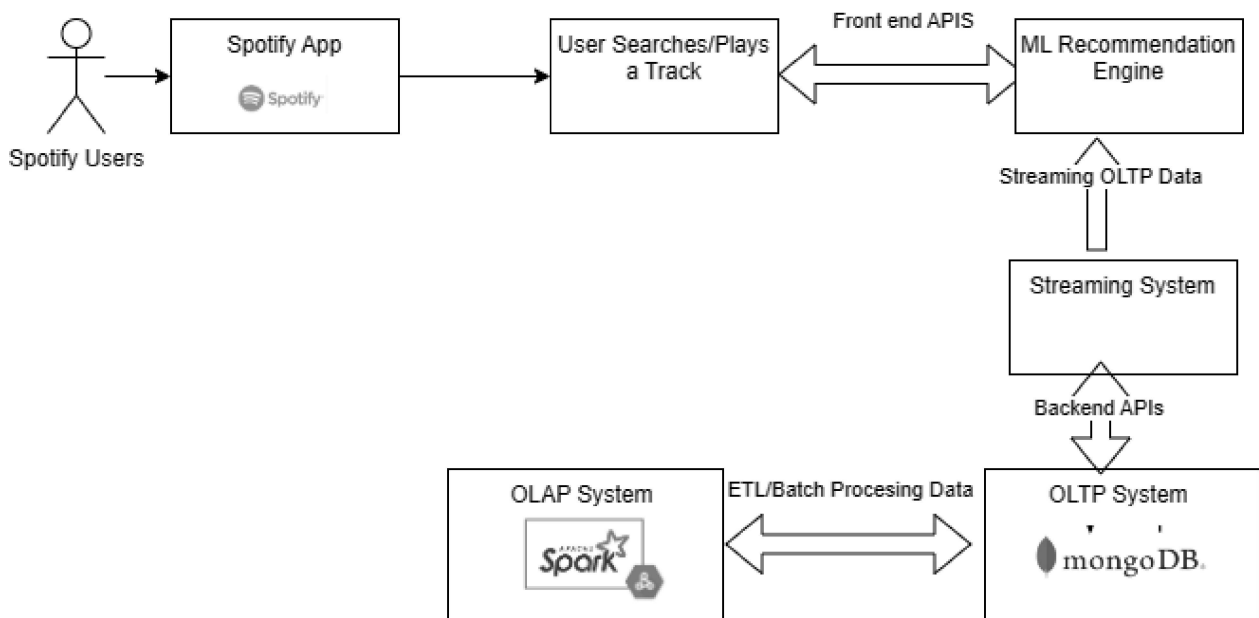 Front end APIS
Spotify App
Spotify
User Searches/Plays
a Track
ML Recommendation
Engine
Spotify Users
Streaming OLTP Data
Streaming System
Backend APIs
OLAP System
ETL/Batch Procesing Data
OLTP System
APACHE
Spark
mongoDB.